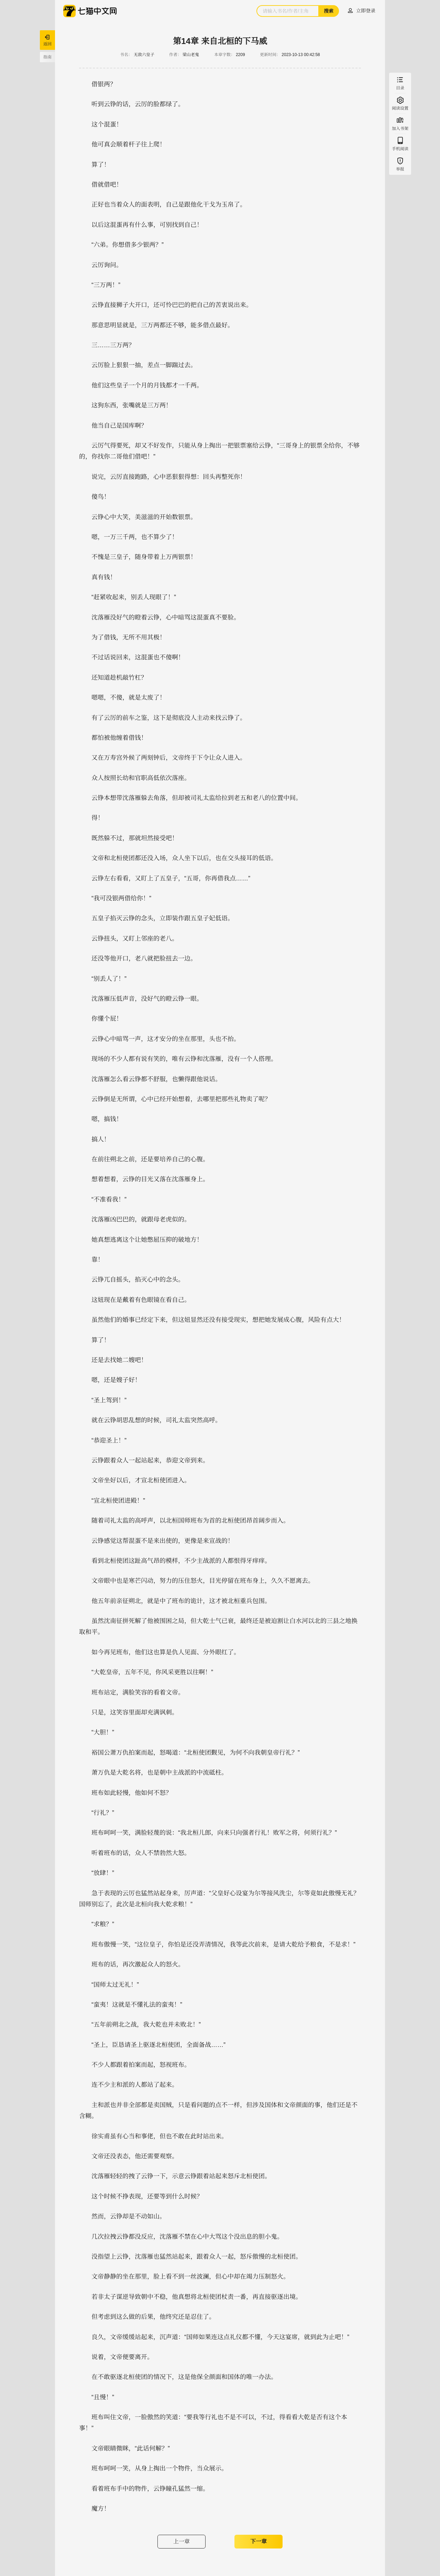 七猫中文网
请输入 书名/作者/主角
搜索
立即登录
返回
指南
目录
阅读设置
加入书架
手机阅读
举报
第14章 来自北桓的下马威
书名: 无敌六皇子 作者: 梁山老鬼 本章字数: 2209 更新时间: 2023-10-13 00:42:58
借银两?
听到云铮的话,云厉的脸都绿了。
这个混蛋!
他可真会顺着杆子往上爬!
算了!
借就借吧!
正好也当着众人的面表明,自己是跟他化干戈为玉帛了。
以后这混蛋再有什么事,可别找到自己!
“六弟,你想借多少银两?”
云厉询问。
“三万两!”
云铮直接狮子大开口,还可怜巴巴的把自己的苦衷说出来。
那意思明显就是,三万两都还不够,能多借点最好。
三……三万两?
云厉脸上狠狠一抽,差点一脚踹过去。
他们这些皇子一个月的月钱都才一千两。
这狗东西,张嘴就是三万两!
他当自己是国库啊?
云厉气得要死,却又不好发作,只能从身上掏出一把银票塞给云铮,“三哥身上的银票全给你,不够
的,你找你二哥他们借吧!”
说完,云厉直接跑路,心中恶狠狠得想:回头再整死你!
傻鸟!
云铮心中大笑,美滋滋的开始数银票。
嗯,一万三千两,也不算少了!
不愧是三皇子,随身带着上万两银票!
真有钱!
“赶紧收起来,别丢人现眼了!”
沈落雁没好气的瞪着云铮,心中暗骂这混蛋真不要脸。
为了借钱,无所不用其极!
不过话说回来,这混蛋也不傻啊!
还知道趁机敲竹杠?
嗯嗯,不傻,就是太废了!
有了云厉的前车之鉴,这下是彻底没人主动来找云铮了。
都怕被他缠着借钱!
又在万寿宫外候了两刻钟后,文帝终于下令让众人进入。
众人按照长幼和官职高低依次落座。
云铮本想带沈落雁躲去角落,但却被司礼太监给拉到老五和老八的位置中间。
得!
既然躲不过,那就坦然接受吧!
文帝和北桓使团都还没入场,众人坐下以后,也在交头接耳的低语。
云铮左右看看,又盯上了五皇子,“五哥,你再借我点……”
“我可没银两借给你!”
五皇子掐灭云铮的念头,立即装作跟五皇子妃低语。
云铮扭头,又盯上邻座的老八。
还没等他开口,老八就把脸扭去一边。
“别丢人了!”
沈落雁压低声音,没好气的瞪云铮一眼。
你懂个屁!
云铮心中暗骂一声,这才安分的坐在那里,头也不抬。
现场的不少人都有说有笑的,唯有云铮和沈落雁,没有一个人搭理。
沈落雁怎么看云铮都不舒服,也懒得跟他说话。
云铮倒是无所谓,心中已经开始想着,去哪里把那些礼物卖了呢?
嗯,搞钱!
搞人!
在前往朔北之前,还是要培养自己的心腹。
想着想着,云铮的目光又落在沈落雁身上。
“不准看我!”
沈落雁凶巴巴的,就跟母老虎似的。
她真想逃离这个让她憋屈压抑的破地方!
靠!
云铮兀自摇头,掐灭心中的念头。
这妞现在是戴着有色眼镜在看自己。
虽然他们的婚事已经定下来,但这妞显然还没有接受现实,想把她发展成心腹,风险有点大!
算了!
还是去找她二嫂吧!
嗯,还是嫂子好!
“圣上驾到!”
就在云铮胡思乱想的时候,司礼太监突然高呼。
“恭迎圣上!”
云铮跟着众人一起站起来,恭迎文帝到来。
文帝坐好以后,才宣北桓使团进入。
“宣北桓使团进殿!”
随着司礼太监的高呼声,以北桓国师班布为首的北桓使团昂首阔步而入。
云铮感觉这帮混蛋不是来出使的,更像是来宣战的!
看到北桓使团这趾高气昂的模样,不少主战派的人都恨得牙痒痒。
文帝眼中也是寒芒闪动,努力的压住怒火,目光停留在班布身上,久久不愿离去。
他五年前亲征朔北,就是中了班布的诡计,这才被北桓重兵包围。
虽然沈南征拼死解了他被围困之局,但大乾士气已衰,最终还是被迫割让白水河以北的三县之地换
取和平。
如今再见班布,他们这也算是仇人见面、分外眼红了。
“大乾皇帝,五年不见,你风采更胜以往啊!”
班布站定,满脸笑容的看着文帝。
只是,这笑容里面却充满讽刺。
“大胆!”
裕国公萧万仇拍案而起,怒喝道:“北桓使团觐见,为何不向我朝皇帝行礼?”
萧万仇是大乾名将,也是朝中主战派的中流砥柱。
班布如此轻慢,他如何不怒?
“行礼?”
班布呵呵一笑,满脸轻蔑的说:“我北桓儿郎,向来只向强者行礼!败军之将,何须行礼?”
听着班布的话,众人不禁勃然大怒。
“放肆!”
急于表现的云厉也猛然站起身来,厉声道:“父皇好心设宴为尔等接风洗尘,尔等竟如此傲慢无礼?
国师别忘了,此次是北桓向我大乾求粮!”
“求粮?”
班布傲慢一笑,“这位皇子,你怕是还没弄清情况,我等此次前来,是请大乾给予粮食,不是求!”
班布的话,再次激起众人的怒火。
“国师太过无礼!”
“蛮夷!这就是不懂礼法的蛮夷!”
“五年前朔北之战,我大乾也并未败北!”
“圣上,臣恳请圣上驱逐北桓使团,全面备战……”
不少人都跟着拍案而起,怒视班布。
连不少主和派的人都站了起来。
主和派也并非全部都是卖国贼,只是看问题的点不一样,但涉及国体和文帝颜面的事,他们还是不
含糊。
徐实甫虽有心当和事佬,但也不敢在此时站出来。
文帝还没表态,他还需要观察。
沈落雁轻轻的拽了云铮一下,示意云铮跟着站起来怒斥北桓使团。
这个时候不挣表现,还要等到什么时候?
然而,云铮却是不动如山。
几次拉拽云铮都没反应,沈落雁不禁在心中大骂这个没出息的胆小鬼。
没指望上云铮,沈落雁也猛然站起来,跟着众人一起,怒斥傲慢的北桓使团。
文帝静静的坐在那里,脸上看不到一丝波澜,但心中却在竭力压制怒火。
若非太子谋逆导致朝中不稳,他真想将北桓使团杖责一番,再直接驱逐出境。
但考虑到这么做的后果,他终究还是忍住了。
良久,文帝缓缓站起来,沉声道:“国师如果连这点礼仪都不懂,今天这宴席,就到此为止吧!”
说着,文帝便要离开。
在不敢驱逐北桓使团的情况下,这是他保全颜面和国体的唯一办法。
“且慢!”
班布叫住文帝,一脸傲然的笑道:“要我等行礼也不是不可以,不过,得看看大乾是否有这个本
事!”
文帝眼睛微眯,“此话何解?”
班布呵呵一笑,从身上掏出一个物件,当众展示。
看着班布手中的物件,云铮瞳孔猛然一缩。
魔方!
上一章
下一章